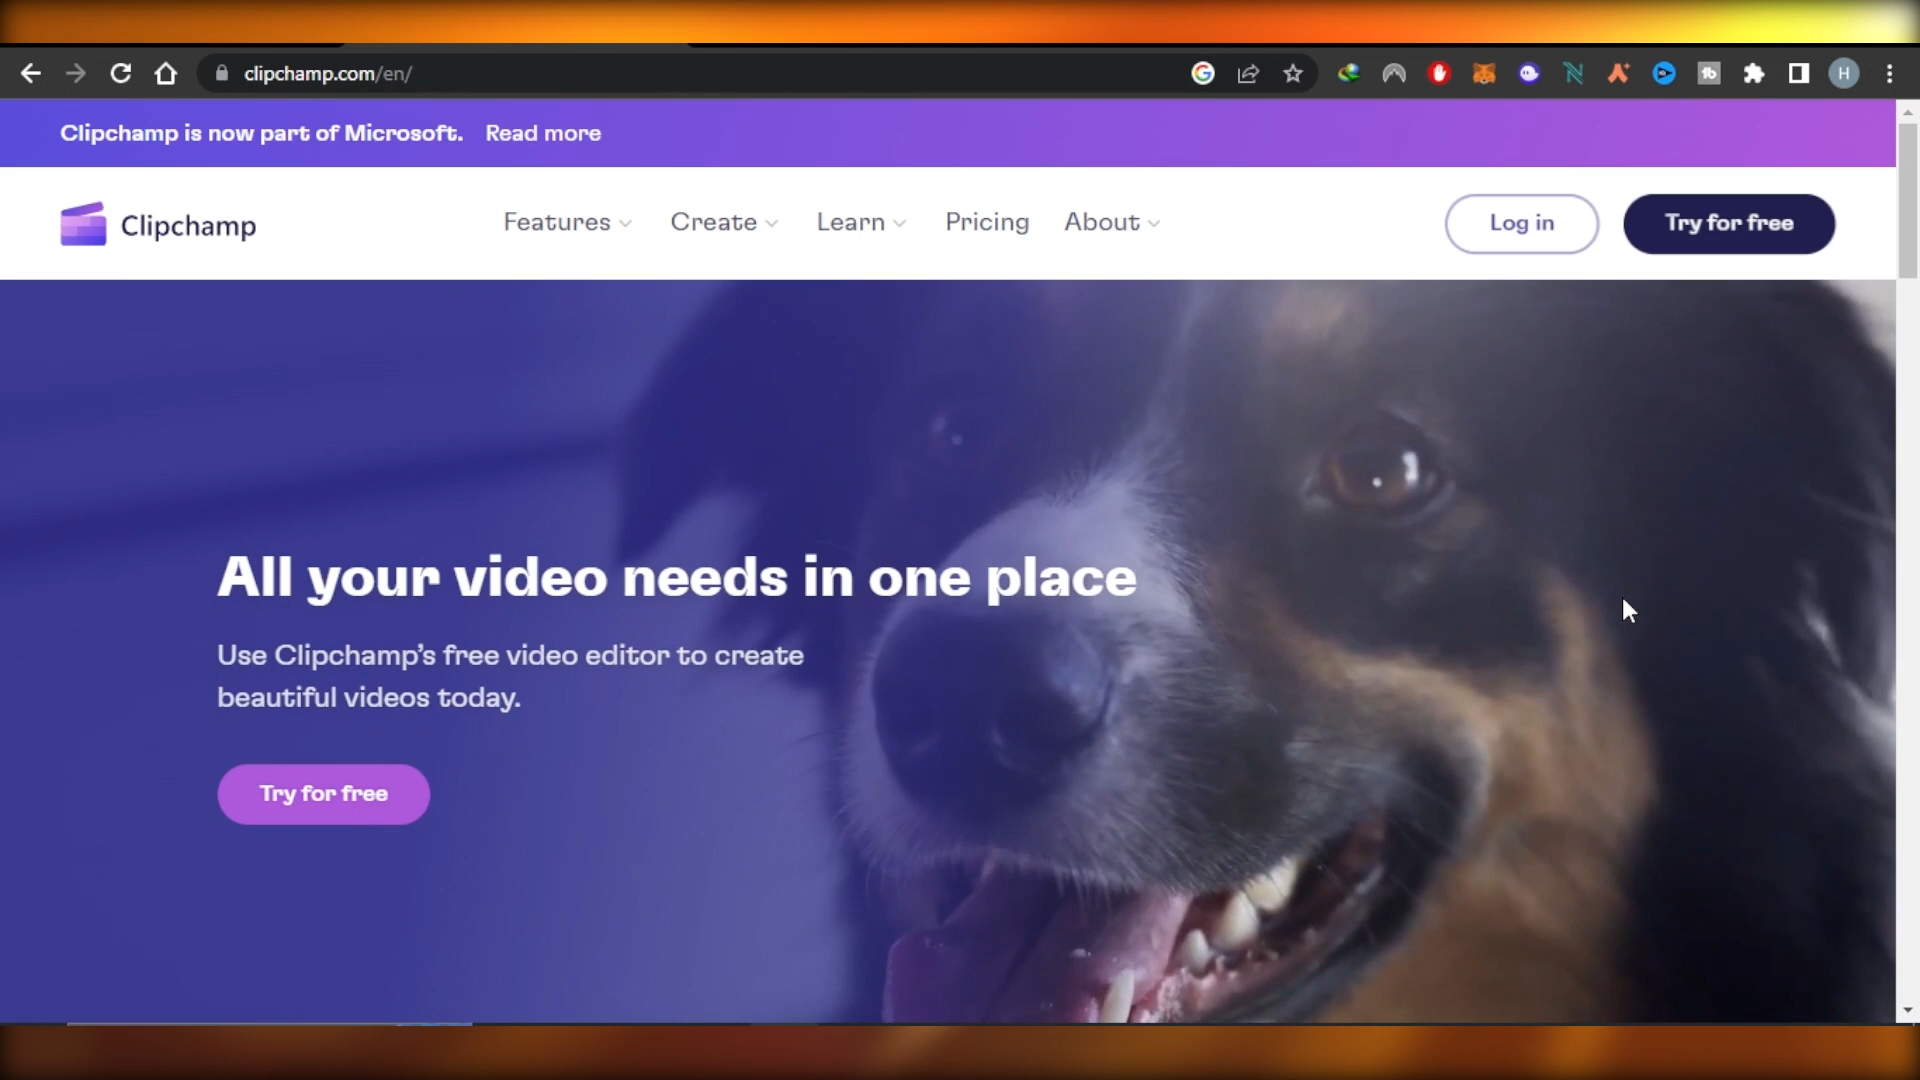 clipchamp.com/en/
H
Clipchamp is now part of Microsoft. Read more
Clipchamp
Features
Create
Learn
Pricing
About
Log in
Try for free
All your video needs in one place
Use Clipchamp's free video editor to create
beautiful videos today.
Try for free